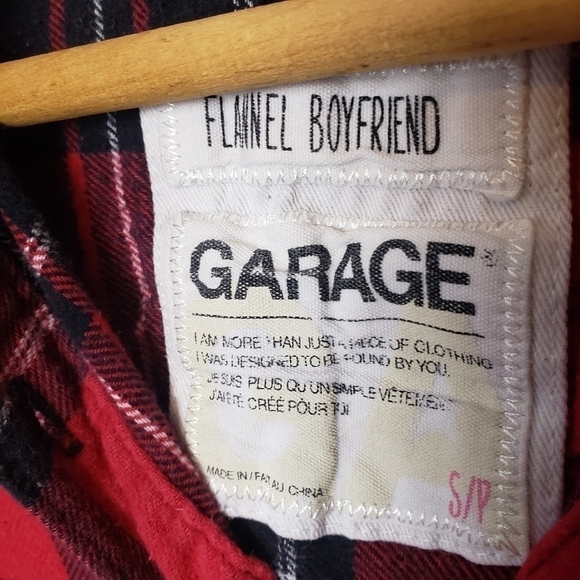 FLANNEL BOYFRIEND
GARAGE®
I AM MORE THAN JUST A PIECE OF CLOTHING
I WAS DESIGNED TO BE FOUND BY YOU.
JE SUIS PLUS QU'UN SIMPLE VÊTEMENT
J'AI ÉTÉ CRÉÉ POUR TOI
MADE IN / FAIT AU CHINA
S/P